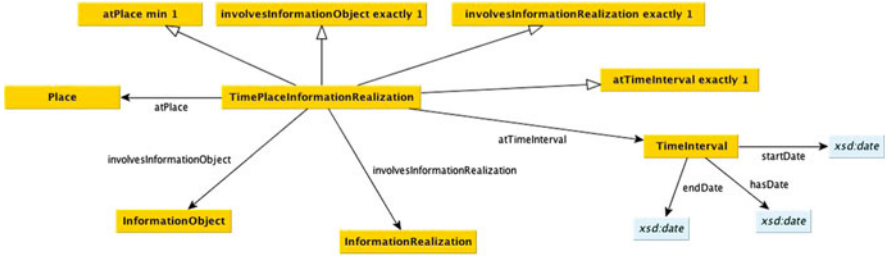 atPlace min 1
involvesInformationObject exactly 1
involvesInformationRealization exactly 1
atTimeInterval exactly 1
Place
atPlace
TimePlaceInformationRealization
atTimeInterval
TimeInterval
startDate
xsd:date
involvesInformationObject
involvesInformationRealization
endDate
hasDate
InformationObject
xsd:date
xsd:date
InformationRealization